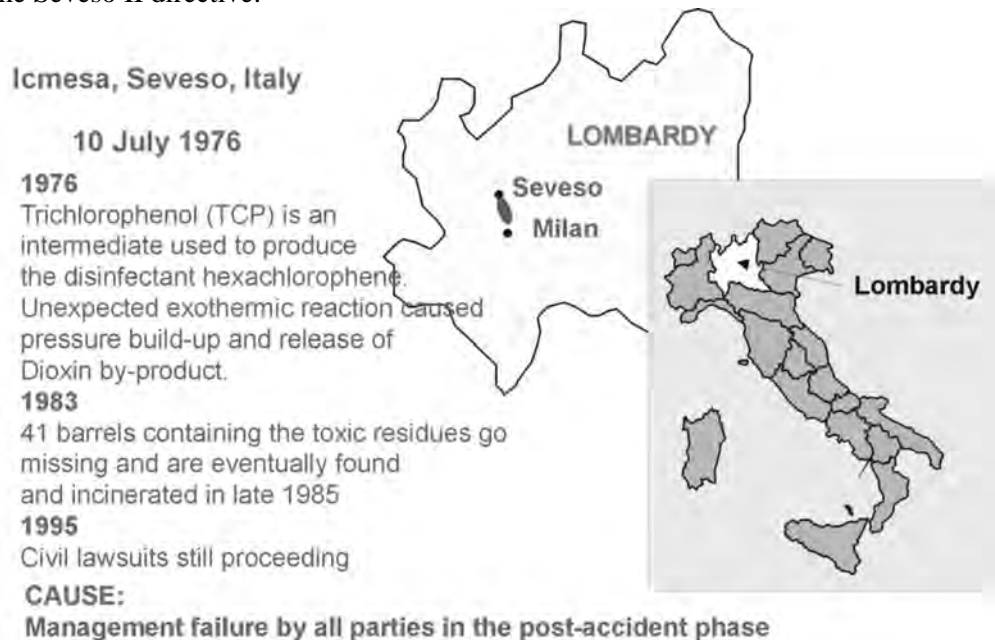 the Seveso II directive.
Icmesa, Seveso, Italy
10 July 1976
1976
Trichlorophenol (TCP) is an
intermediate used to produce
the disinfectant hexachlorophene.
Unexpected exothermic reaction caused
pressure build-up and release of
Dioxin by-product.
1983
41 barrels containing the toxic residues go
missing and are eventually found
and incinerated in late 1985
1995
Civil lawsuits still proceeding
CAUSE:
Management failure by all parties in the post-accident phase
LOMBARDY
Seveso
Milan
Lombardy